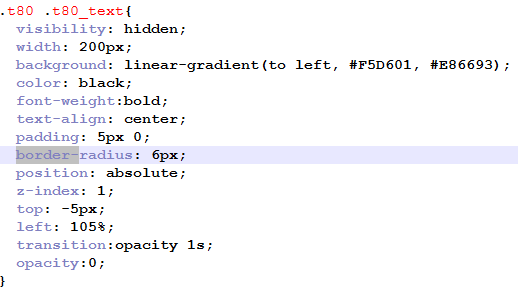 .t80 .t80_text{
visibility: hidden;
width: 200px;
background: linear-gradient(to left, #F5D601, #E86693);
color: black;
font-weight:bold;
text-align: center;
padding: 5px 0;
border-radius: 6px;
position: absolute;
z-index: 1;
top: -5px;
left: 105%;
transition:opacity 1s;
opacity:0;
}